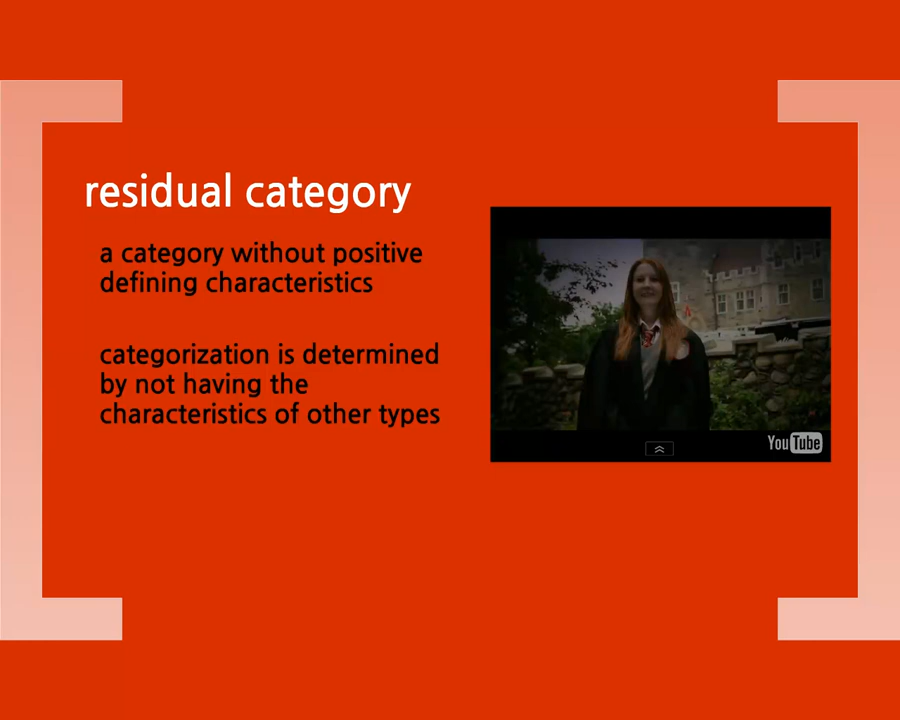 residual category
a category without positive
defining characteristics
categorization is determined
by not having the
characteristics of other types
YouTube